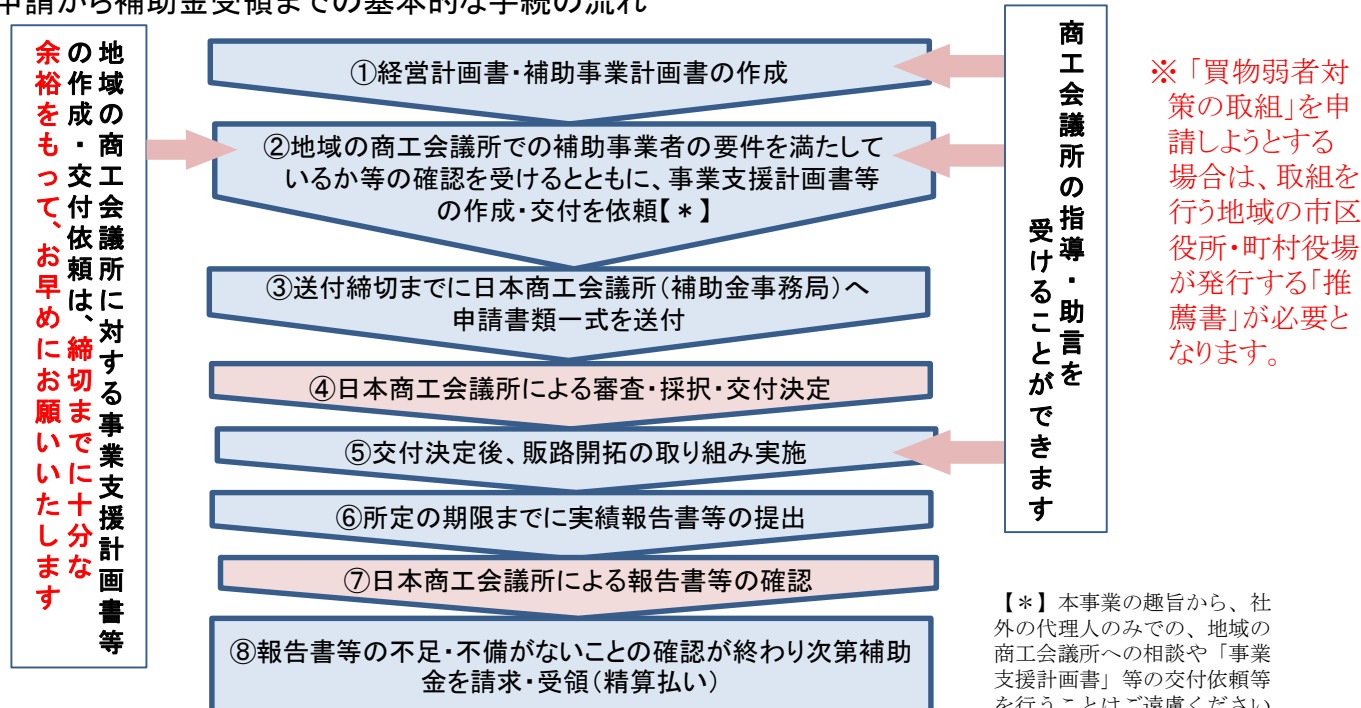 申請から補助金受領までの基本的な手続の流れ
地域の商工会議所に対する事業支援計画書等
の作成・交付依頼は、締切までに十分な
余裕をもって、お早めにお願いいたします
①経営計画書・補助事業計画書の作成
②地域の商工会議所での補助事業者の要件を満たして
いるか等の確認を受けるとともに、事業支援計画書等
の作成・交付を依頼【＊】
③送付締切までに日本商工会議所（補助金事務局）へ
申請書類一式を送付
④日本商工会議所による審査・採択・交付決定
⑤交付決定後、販路開拓の取り組み実施
⑥所定の期限までに実績報告書等の提出
⑦日本商工会議所による報告書等の確認
⑧報告書等の不足・不備がないことの確認が終わり次第補助
金を請求・受領（精算払い）
商工会議所の指導・助言を
受けることができます
※「買物弱者対
策の取組」を申
請しようとする
場合は、取組を
行う地域の市区
役所・町村役場
が発行する「推
薦書」が必要と
なります。
【＊】本事業の趣旨から、社
外の代理人のみでの、地域の
商工会議所への相談や「事業
支援計画書」等の交付依頼等
を行うことはご遠慮ください